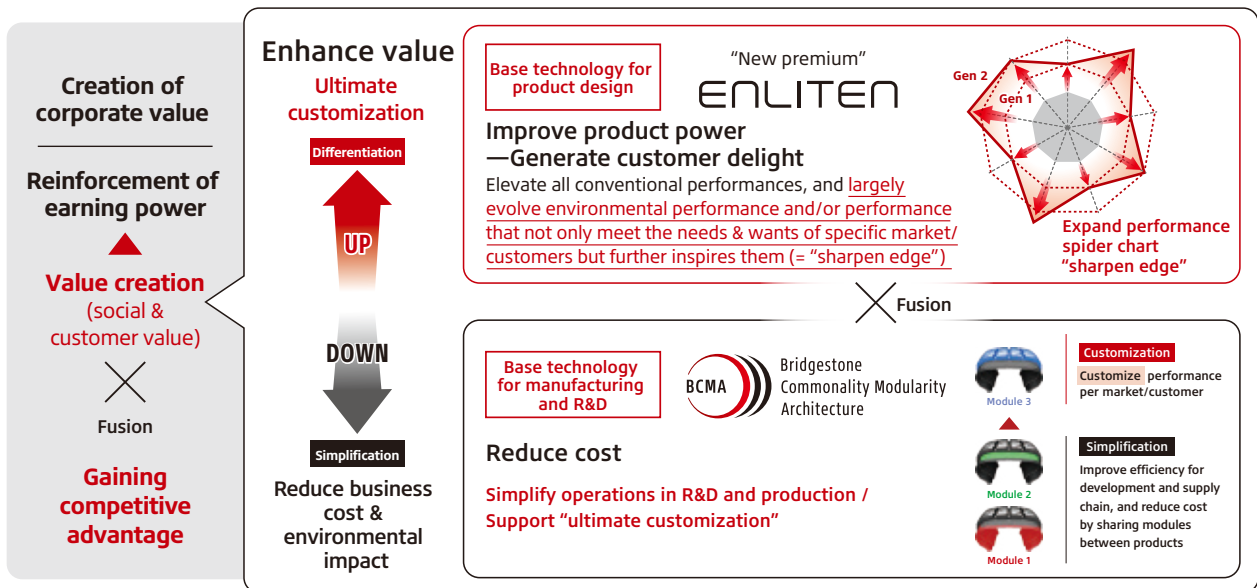 Creation of
corporate value
Reinforcement of
earning power
Value creation
(social &
customer value)
Fusion
Gaining
competitive
advantage
Enhance value
Ultimate
customization
Differentiation
UP
DOWN
Simplification
Reduce business
cost &
environmental
impact
Base technology for
product design
“New premium”
ENLITEN
Improve product power
—Generate customer delight
Elevate all conventional performances, and largely
evolve environmental performance and/or performance
that not only meet the needs & wants of specific market/
customers but further inspires them (= “sharpen edge”)
Gen 2
Gen 1
Expand performance
spider chart
“sharpen edge”
Fusion
Base technology
for manufacturing
and R&D
BCMA
Bridgestone
Commonality Modularity
Architecture
Reduce cost
Simplify operations in R&D and production /
Support “ultimate customization”
Module 3
Module 2
Module 1
Customization
Customize performance
per market/customer
Simplification
Improve efficiency for
development and supply
chain, and reduce cost
by sharing modules
between products